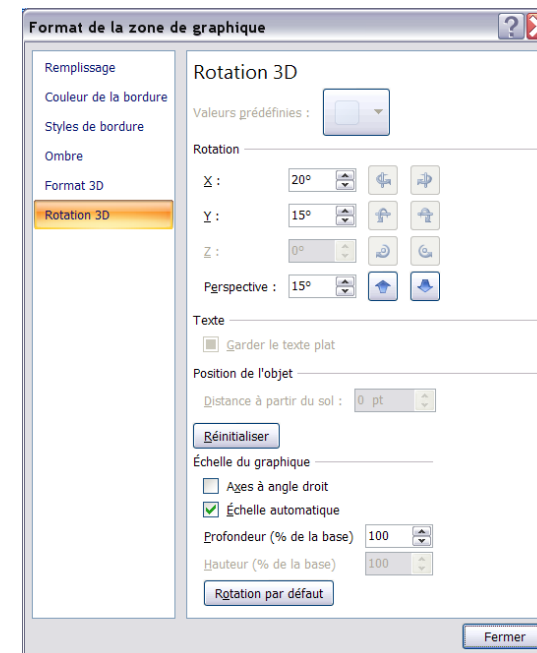 Format de la zone de graphique
Remplissage
Couleur de la bordure
Styles de bordure
Ombre
Format 3D
Rotation 3D
Rotation 3D
Valeurs prédéfinies :
Rotation
X : 20°
Y : 15°
Z : 0°
Perspective : 15°
Texte
Garder le texte plat
Position de l'objet
Distance à partir du sol : 0 pt
Réinitialiser
Échelle du graphique
Axes à angle droit
Échelle automatique
Profondeur (% de la base) 100
Hauteur (% de la base) 100
Rotation par défaut
Fermer